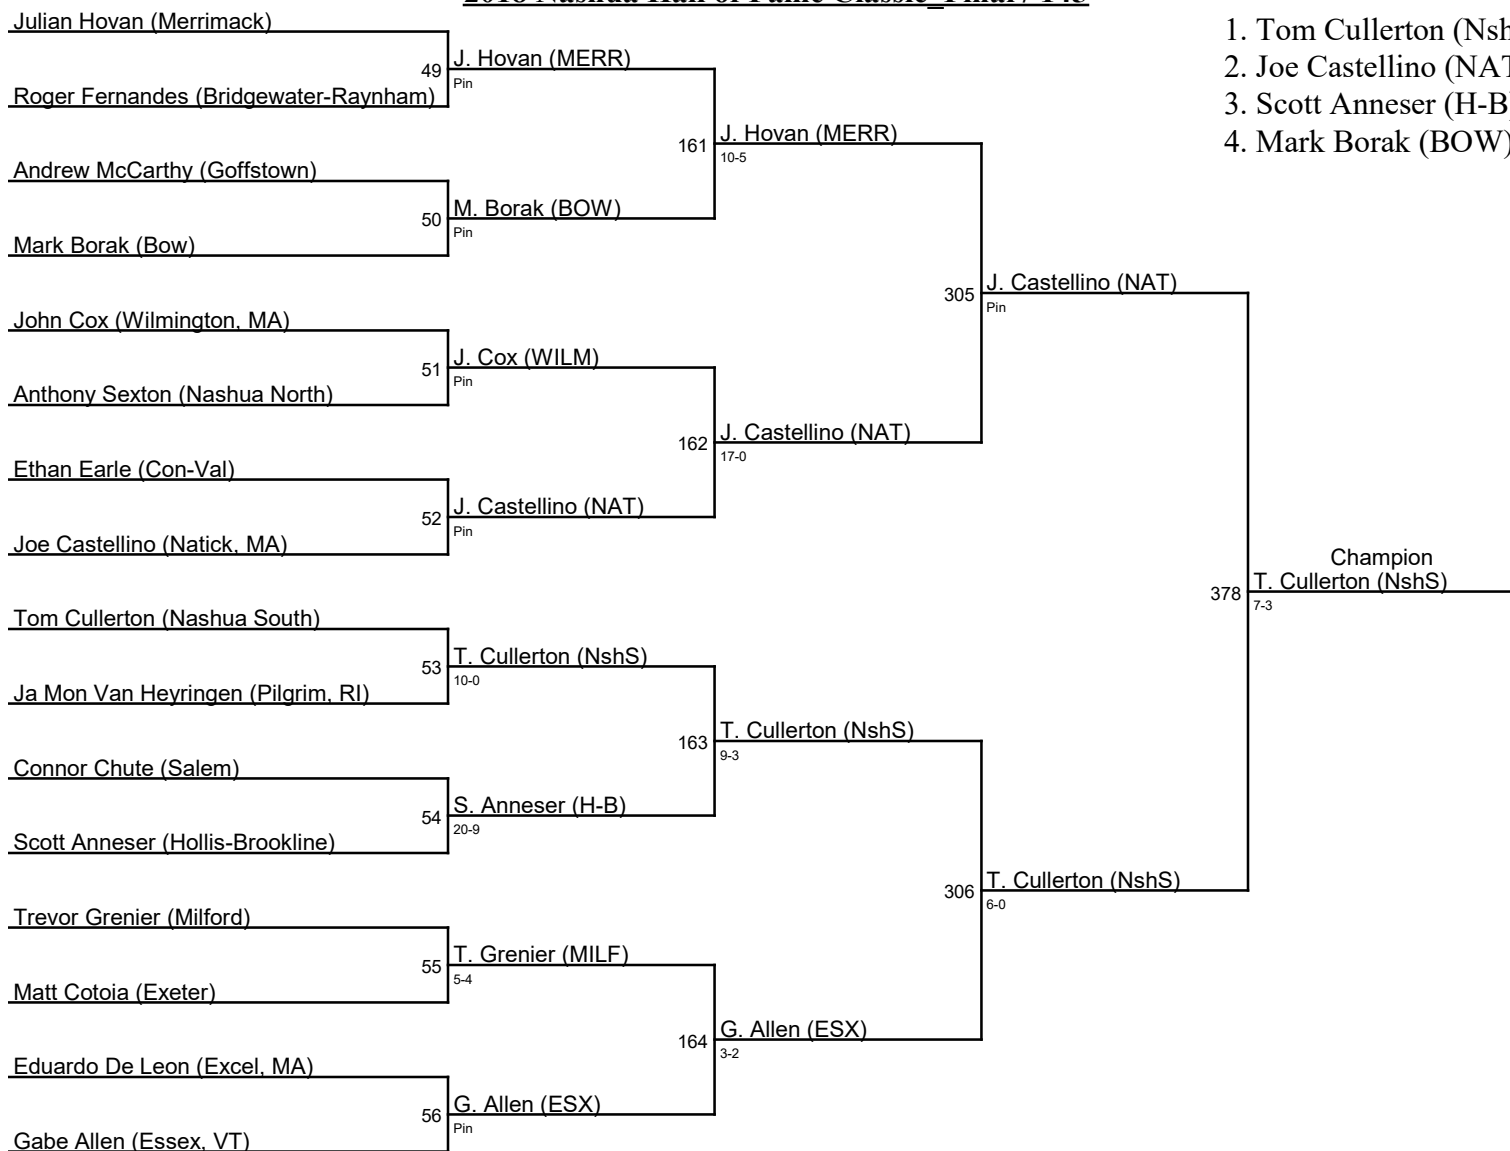 Julian Hovan (Merrimack)
49 J. Hovan (MERR)
Pin
Roger Fernandes (Bridgewater-Raynham)
161 J. Hovan (MERR)
10-5
Andrew McCarthy (Goffstown)
50 M. Borak (BOW)
Pin
Mark Borak (Bow)
305 J. Castellino (NAT)
Pin
John Cox (Wilmington, MA)
51 J. Cox (WILM)
Pin
Anthony Sexton (Nashua North)
162 J. Castellino (NAT)
17-0
Ethan Earle (Con-Val)
52 J. Castellino (NAT)
Pin
Joe Castellino (Natick, MA)
Champion
378 T. Cullerton (NshS)
7-3
Tom Cullerton (Nashua South)
53 T. Cullerton (NshS)
10-0
Ja Mon Van Heyringen (Pilgrim, RI)
163 T. Cullerton (NshS)
9-3
Connor Chute (Salem)
54 S. Anneser (H-B)
20-9
Scott Anneser (Hollis-Brookline)
306 T. Cullerton (NshS)
6-0
Trevor Grenier (Milford)
55 T. Grenier (MILF)
5-4
Matt Cotoia (Exeter)
164 G. Allen (ESX)
3-2
Eduardo De Leon (Excel, MA)
56 G. Allen (ESX)
Pin
Gabe Allen (Essex, VT)
1. Tom Cullerton (Nsh
2. Joe Castellino (NAT
3. Scott Anneser (H-B
4. Mark Borak (BOW)